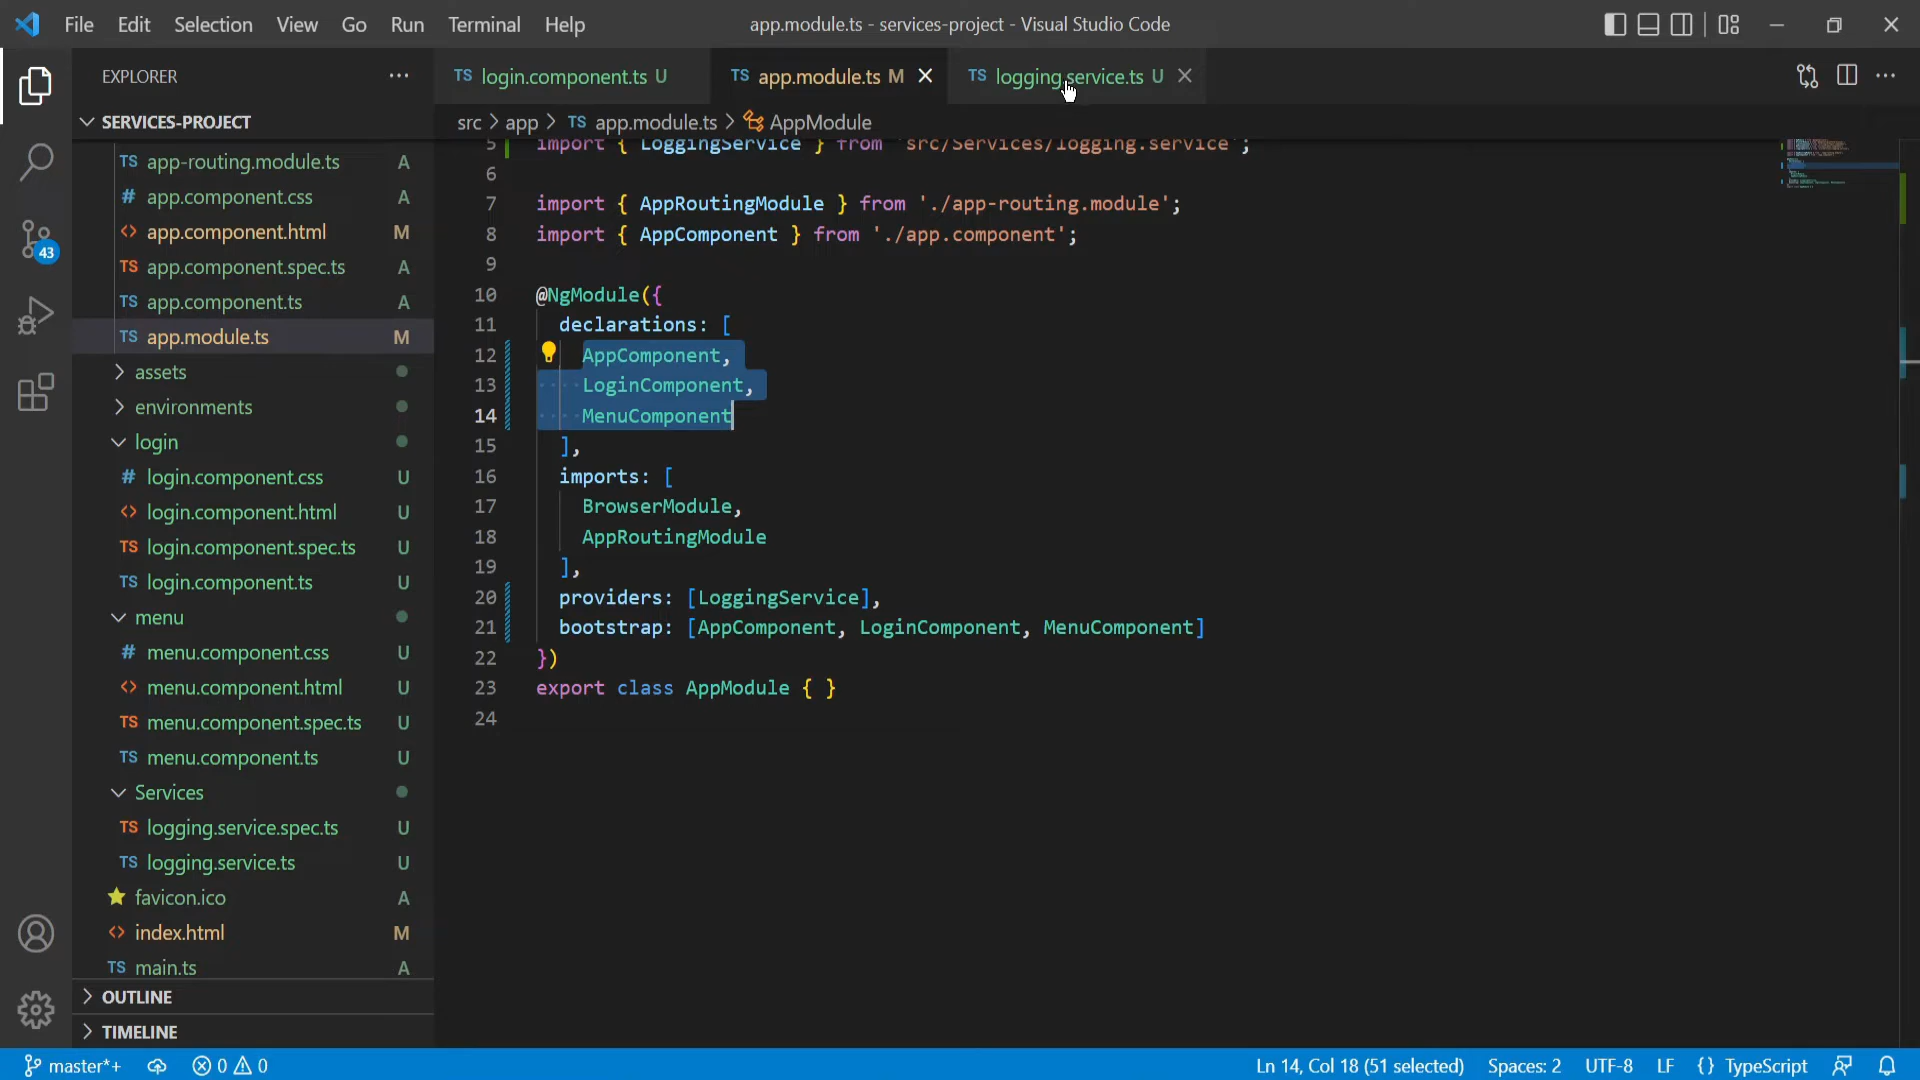 File Edit Selection View Go Run Terminal Help
app.module.ts - services-project - Visual Studio Code
EXPLORER
TS login.component.ts U
TS app.module.ts M
TS logging.service.ts U
SERVICES-PROJECT
src > app > TS app.module.ts > AppModule
TS app-routing.module.ts A
# app.component.css A
<> app.component.html M
TS app.component.spec.ts A
TS app.component.ts A
TS app.module.ts M
assets
environments
login
# login.component.css U
<> login.component.html U
TS login.component.spec.ts U
TS login.component.ts U
menu
# menu.component.css U
<> menu.component.html U
TS menu.component.spec.ts U
TS menu.component.ts U
Services
TS logging.service.spec.ts U
TS logging.service.ts U
favicon.ico A
<> index.html M
TS main.ts A
OUTLINE
TIMELINE
43
5 import { LoggingService } from 'src/Services/logging.service';
6
7 import { AppRoutingModule } from './app-routing.module';
8 import { AppComponent } from './app.component';
9
10 @NgModule({
11 declarations: [
12 AppComponent,
13 LoginComponent,
14 MenuComponent
15 ],
16 imports: [
17 BrowserModule,
18 AppRoutingModule
19 ],
20 providers: [LoggingService],
21 bootstrap: [AppComponent, LoginComponent, MenuComponent]
22 })
23 export class AppModule { }
24
master*+ 0 0 Ln 14, Col 18 (51 selected) Spaces: 2 UTF-8 LF {} TypeScript